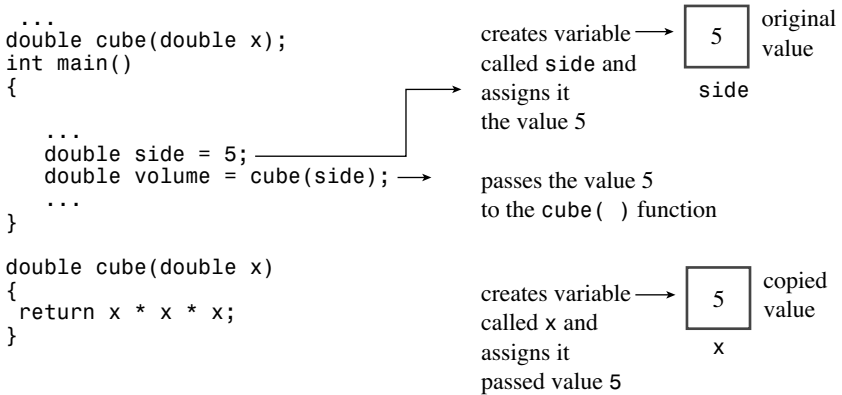 ...
double cube(double x);
int main()
{
...
double side = 5;
double volume = cube(side);
...
}
double cube(double x)
{
return x * x * x;
}
creates variable
called side and
assigns it
the value 5
5
original
value
side
passes the value 5
to the cube( ) function
creates variable
called x and
assigns it
passed value 5
5
copied
value
x